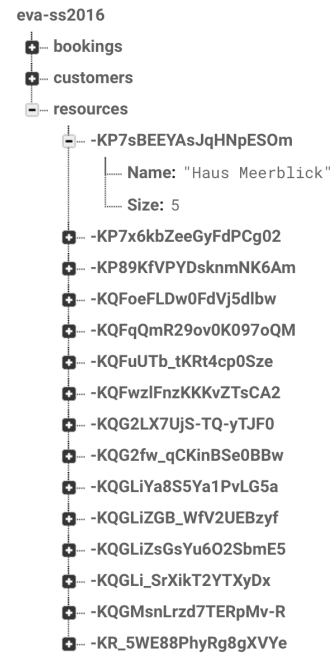 eva-ss2016
bookings
customers
resources
-KP7sBEEYAsJqHNpESOm
Name: "Haus Meerblick"
Size: 5
-KP7x6kbZeeGyFdPCg02
-KP89KfVPYDsknmNK6Am
-KQFoeFLDw0FdVj5dlbw
-KQFqQmR29ov0K097oQM
-KQFuUTb_tKRt4cp0Sze
-KQFwzlFnzKKKvZTsCA2
-KQG2LX7UjS-TQ-yTJF0
-KQG2fw_qCKinBSe0BBw
-KQGLiYa8S5Ya1PvLG5a
-KQGLiZGB_WfV2UEBzyf
-KQGLiZsGsYu6O2SbmE5
-KQGLi_SrXikT2YTXyDx
-KQGMsnLrzd7TERpMv-R
-KR_5WE88PhyRg8gXVYe